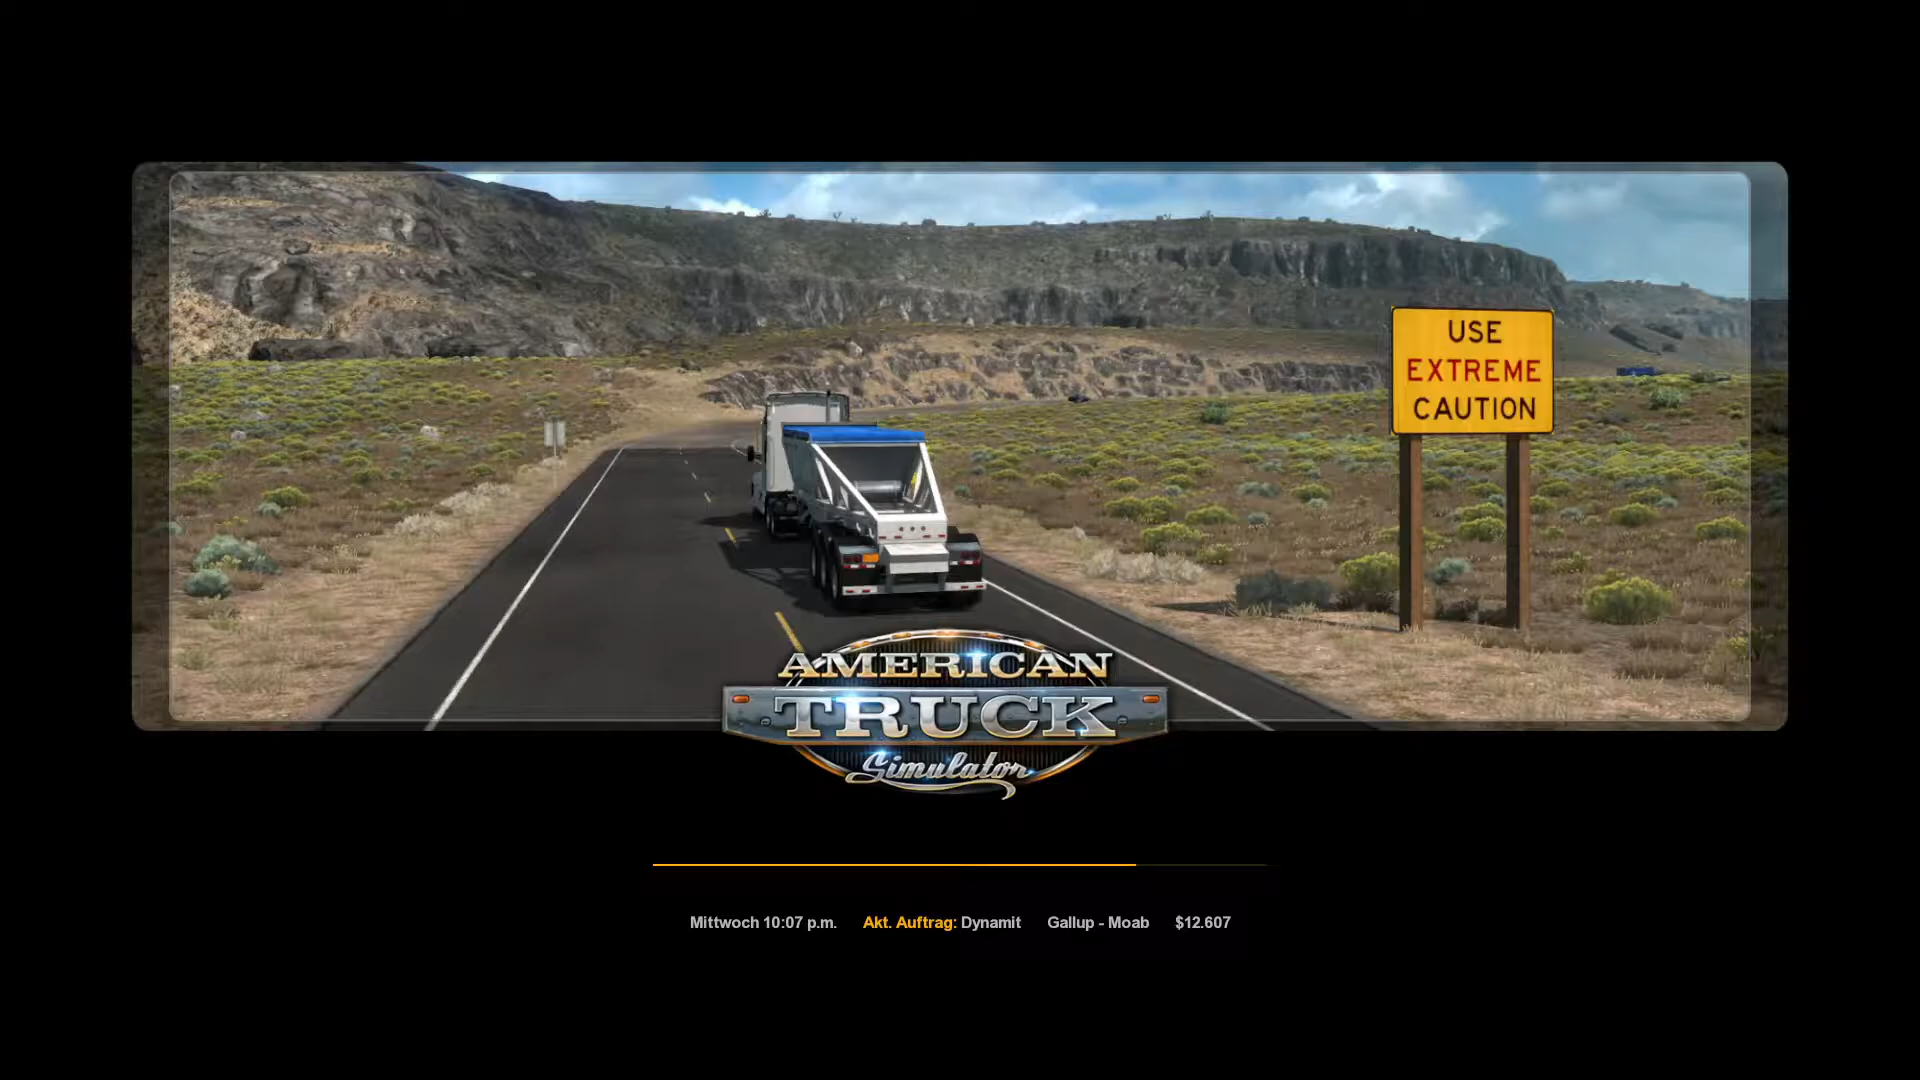 USE
EXTREME
CAUTION
AMERICAN
TRUCK
Simulator
Mittwoch 10:07 p.m. Akt. Auftrag: Dynamit Gallup - Moab $12.607